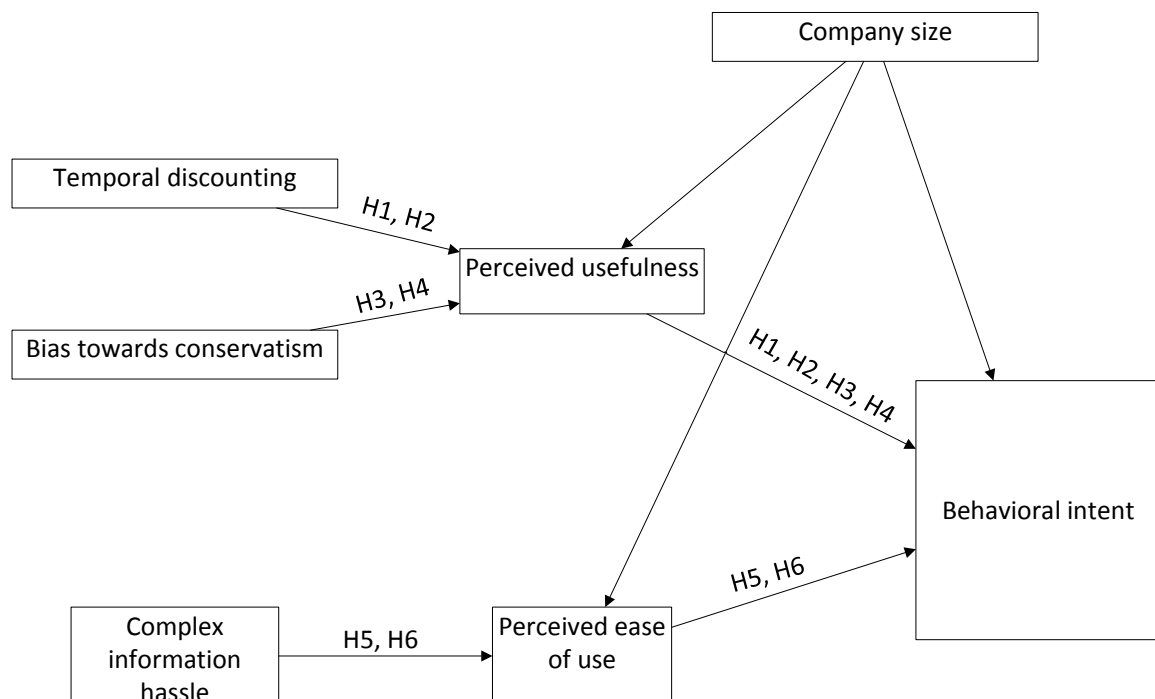 Company size
Temporal discounting
H1, H2
Perceived usefulness
H3, H4
Bias towards conservatism
H1, H2, H3, H4
Behavioral intent
H5, H6
Complex
information
hassle
H5, H6
Perceived ease
of use